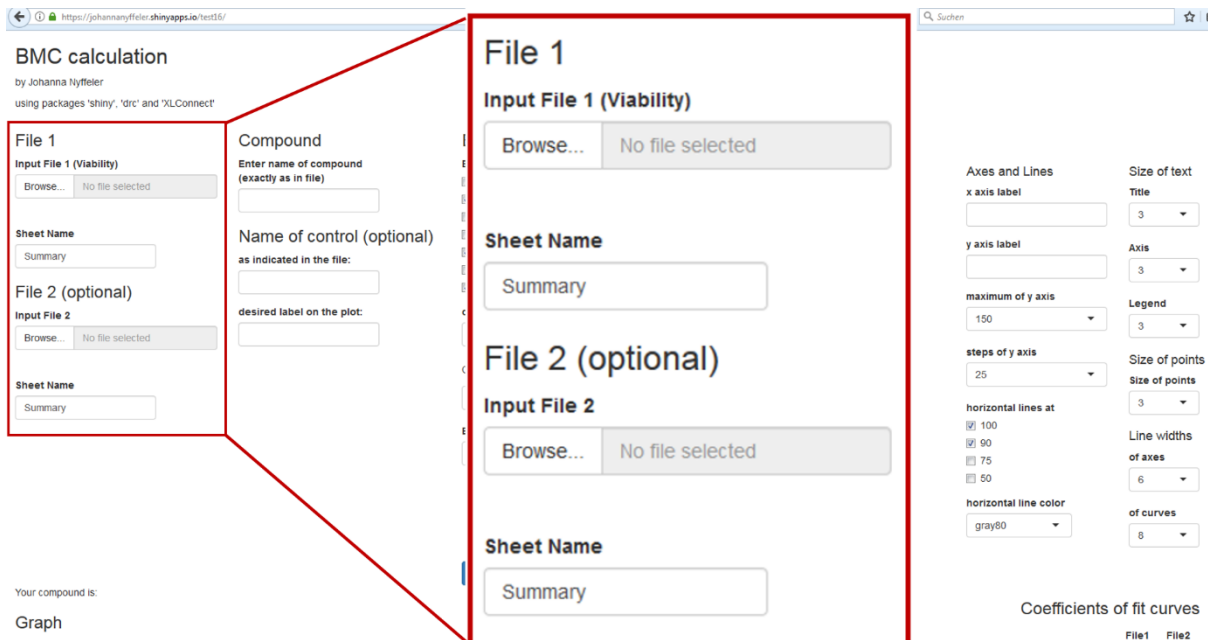 https://johannanyffeler.shinyapps.io/test16/
Suchen
BMC calculation
by Johanna Nyffeler
using packages 'shiny', 'drc' and 'XLConnect'
File 1
Input File 1 (Viability)
Browse... No file selected
Sheet Name
Summary
File 2 (optional)
Input File 2
Browse... No file selected
Sheet Name
Summary
Compound
Enter name of compound
(exactly as in file)
Name of control (optional)
as indicated in the file:
desired label on the plot:
File 1
Input File 1 (Viability)
Browse... No file selected
Sheet Name
Summary
File 2 (optional)
Input File 2
Browse... No file selected
Sheet Name
Summary
Axes and Lines
x axis label
y axis label
maximum of y axis
150
steps of y axis
25
horizontal lines at
100
90
75
50
horizontal line color
gray80
Size of text
Title
3
Axis
3
Legend
3
Size of points
Size of points
3
Line widths
of axes
6
of curves
8
Your compound is:
Graph
Coefficients of fit curves
File1 File2